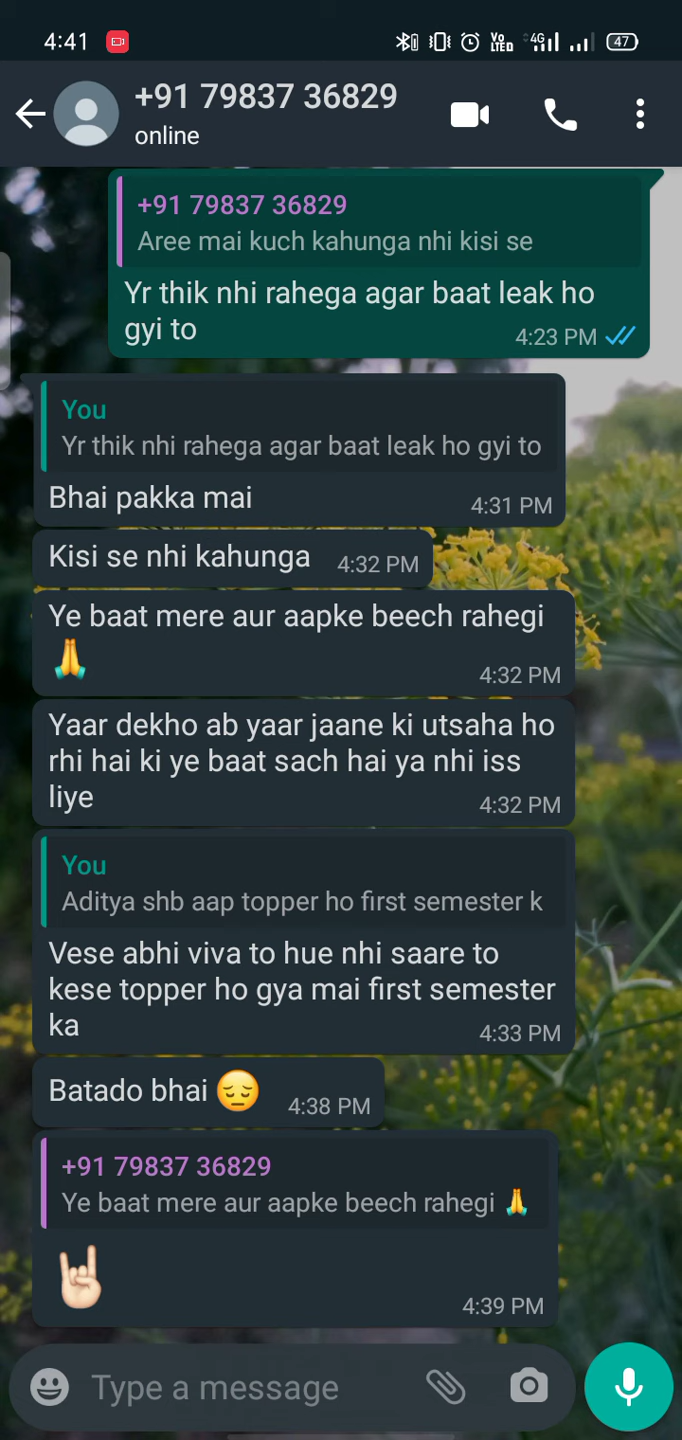 4:41
Vo LTED 4G 47
+91 79837 36829
online
+91 79837 36829
Aree mai kuch kahunga nhi kisi se
Yr thik nhi rahega agar baat leak ho
gyi to
4:23 PM
You
Yr thik nhi rahega agar baat leak ho gyi to
Bhai pakka mai
4:31 PM
Kisi se nhi kahunga
4:32 PM
Ye baat mere aur aapke beech rahegi
🙏
4:32 PM
Yaar dekho ab yaar jaane ki utsaha ho
rhi hai ki ye baat sach hai ya nhi iss
liye
4:32 PM
You
Aditya shb aap topper ho first semester k
Vese abhi viva to hue nhi saare to
kese topper ho gya mai first semester
ka
4:33 PM
Batado bhai 😔
4:38 PM
+91 79837 36829
Ye baat mere aur aapke beech rahegi 🙏
🤘🏻
4:39 PM
Type a message